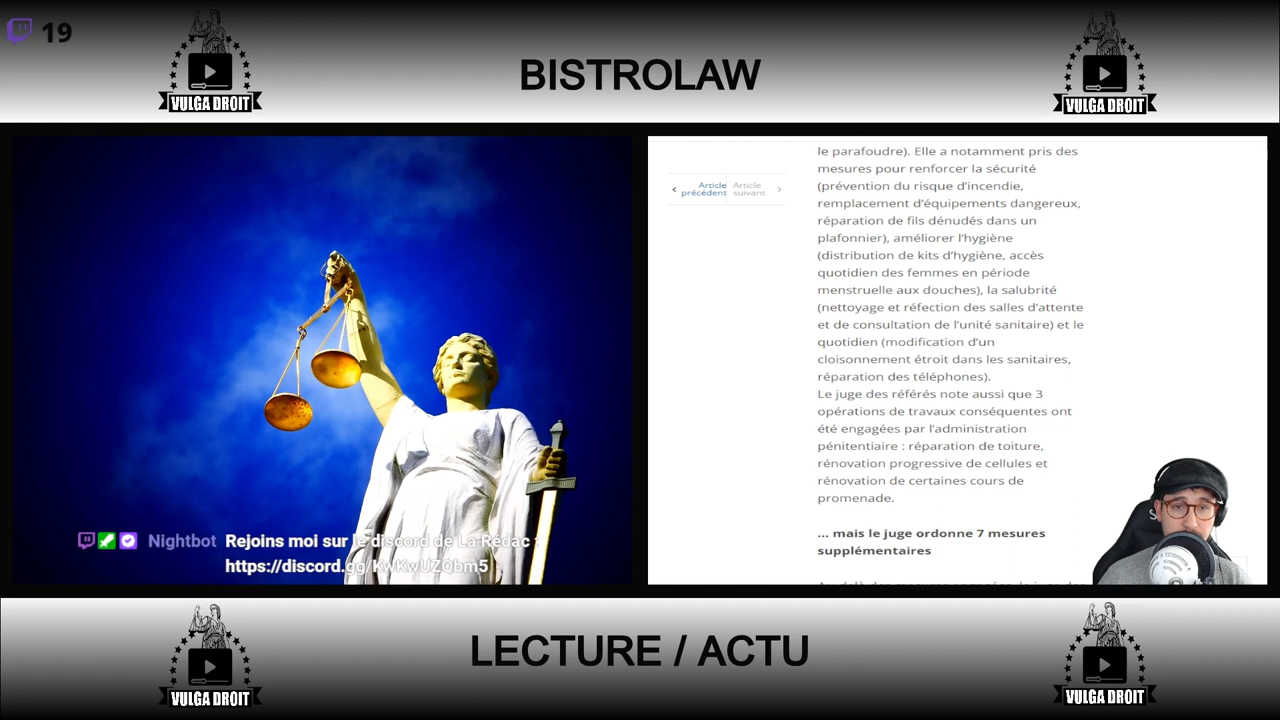 19
BISTROLAW
VULGA DROIT
VULGA DROIT
Article
précédent
Article
suivant
le parafoudre). Elle a notamment pris des
mesures pour renforcer la sécurité
(prévention du risque d'incendie,
remplacement d'équipements dangereux,
réparation de fils dénudés dans un
plafonnier), améliorer l'hygiène
(distribution de kits d'hygiène, accès
quotidien des femmes en période
menstruelle aux douches), la salubrité
(nettoyage et réfection des salles d'attente
et de consultation de l'unité sanitaire) et le
quotidien (modification d'un
cloisonnement étroit dans les sanitaires,
réparation des téléphones).
Le juge des référés note aussi que 3
opérations de travaux conséquentes ont
été engagées par l'administration
pénitentiaire : réparation de toiture,
rénovation progressive de cellules et
rénovation de certaines cours de
promenade.
... mais le juge ordonne 7 mesures
supplémentaires
Nightbot Rejoins moi sur le discord de La Rédac :
https://discord.gg/KwKwUZQbm5
LECTURE / ACTU
VULGA DROIT
VULGA DROIT